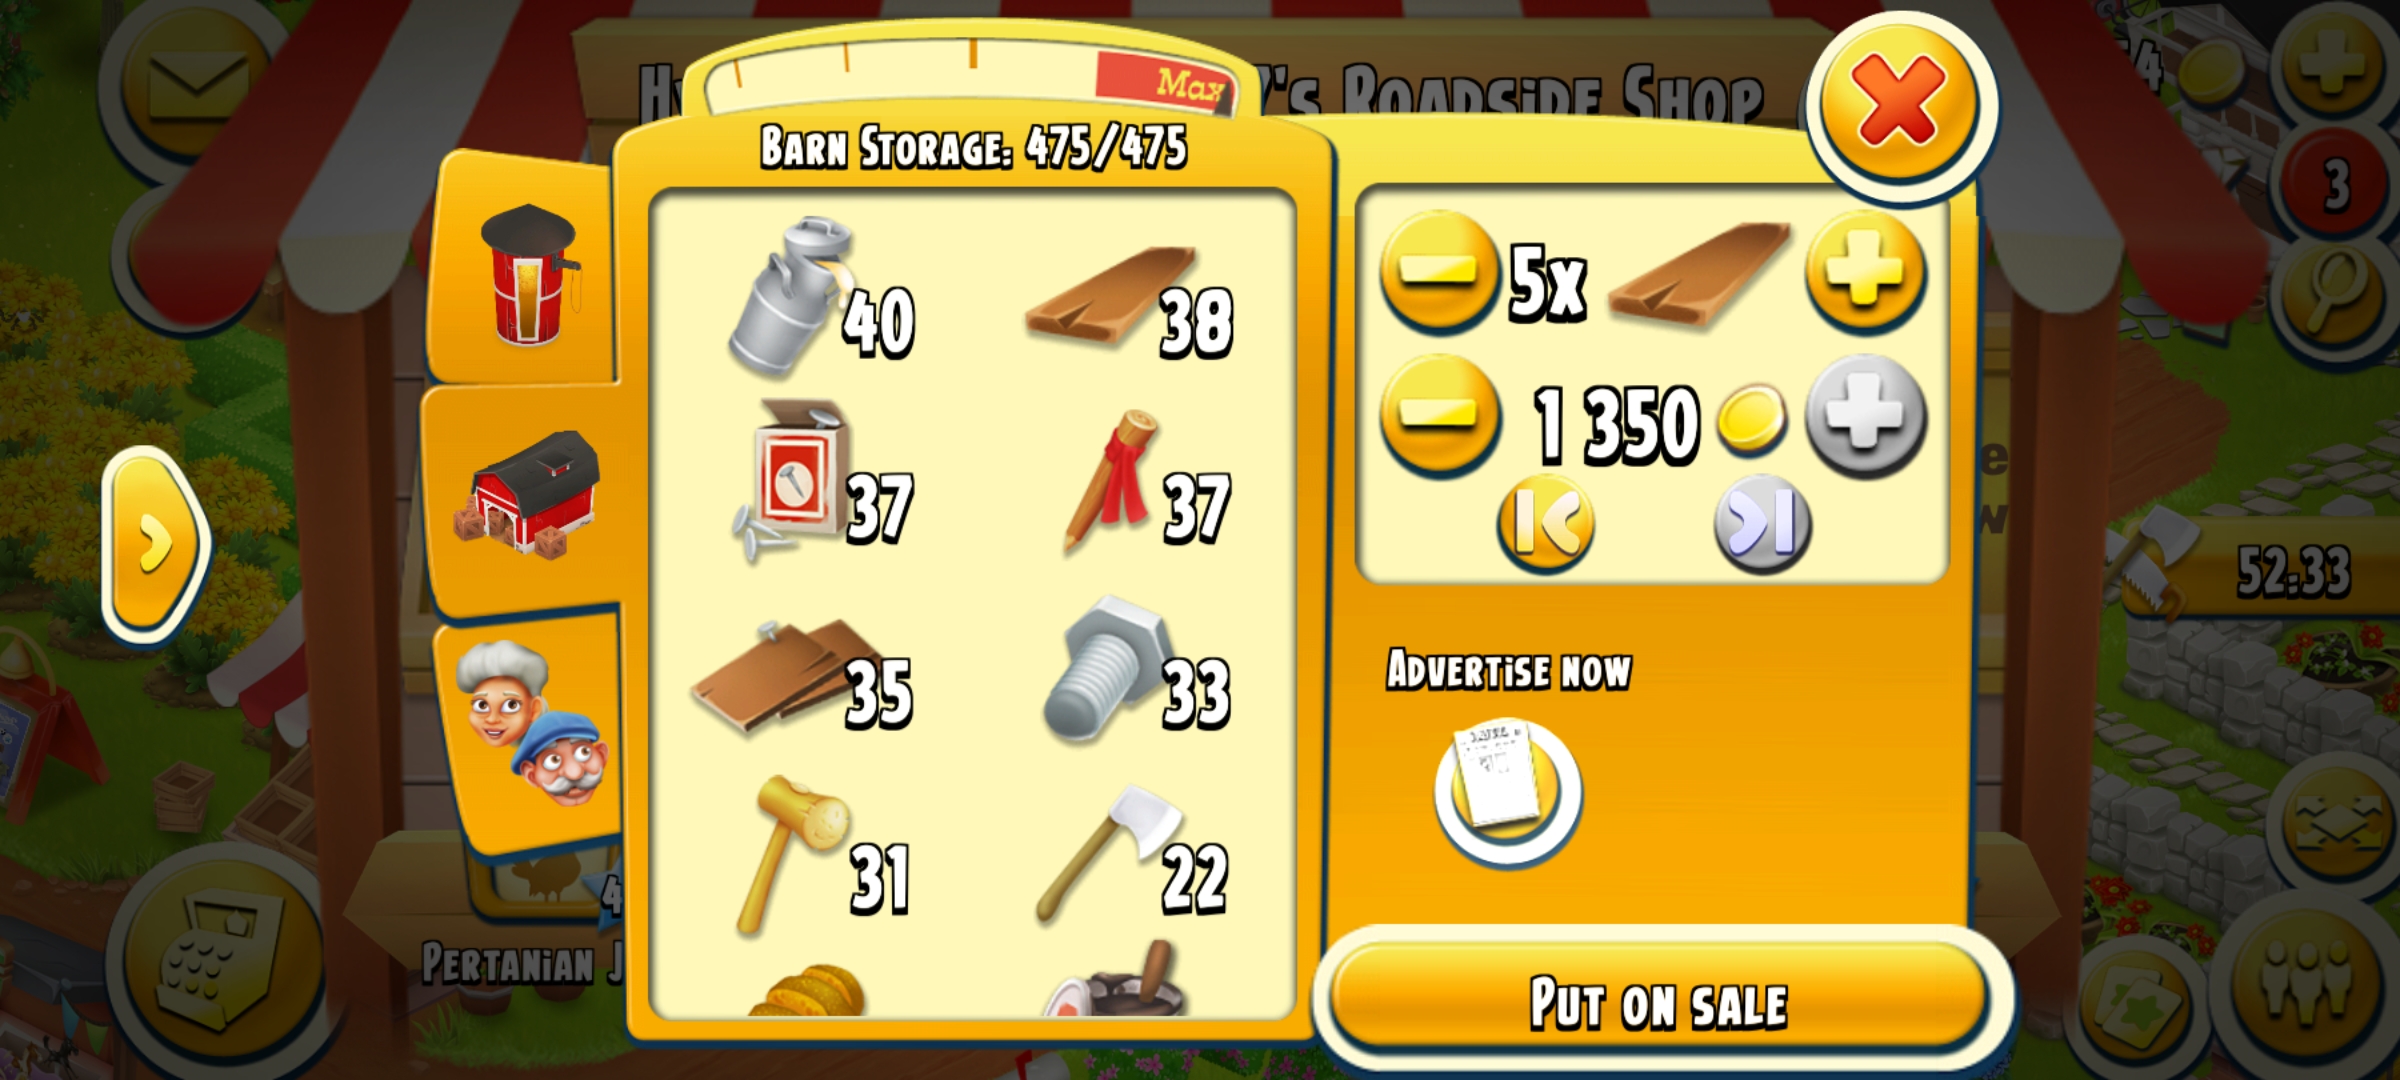 's Roadside Shop
Max
Barn Storage: 475/475
40
38
5x
1 350
37
37
35
33
Advertise now
31
22
Put on sale
3
52:33
Pertanian